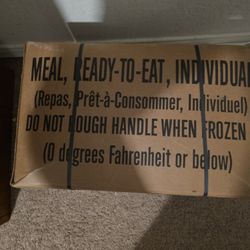 MEAL, READY-TO-EAT, INDIVIDUAL
(Repas, Prêt-à-Consommer, Individuel)
DO NOT ROUGH HANDLE WHEN FROZEN
(0 degrees Fahrenheit or below)